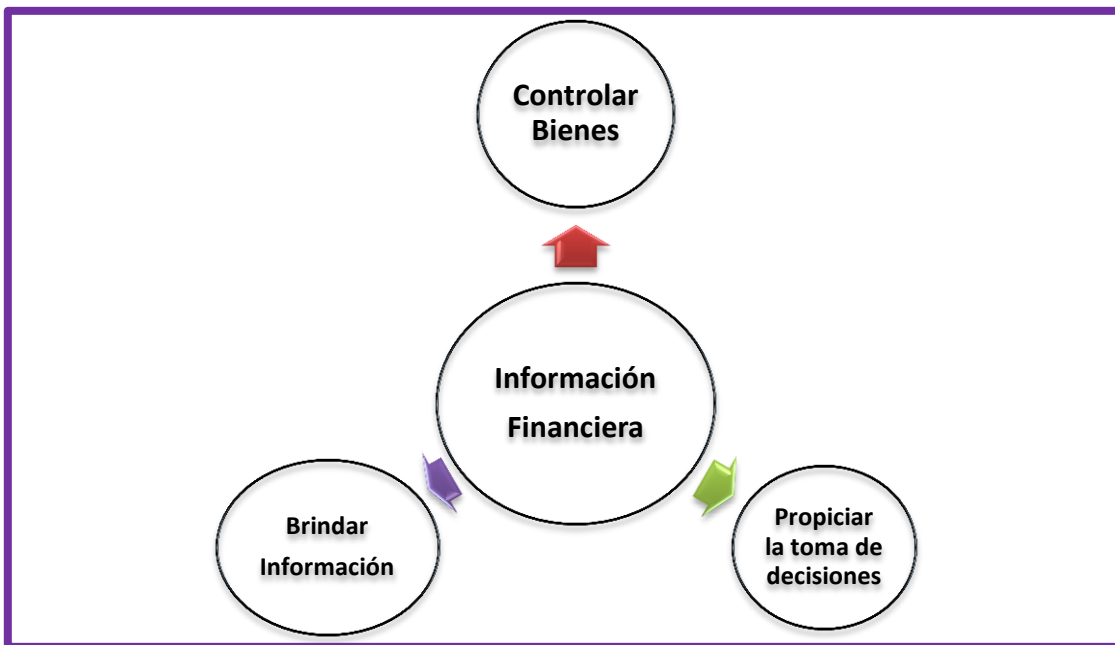 Controlar
Bienes
Información
Financiera
Brindar
Información
Propiciar
la toma de
decisiones